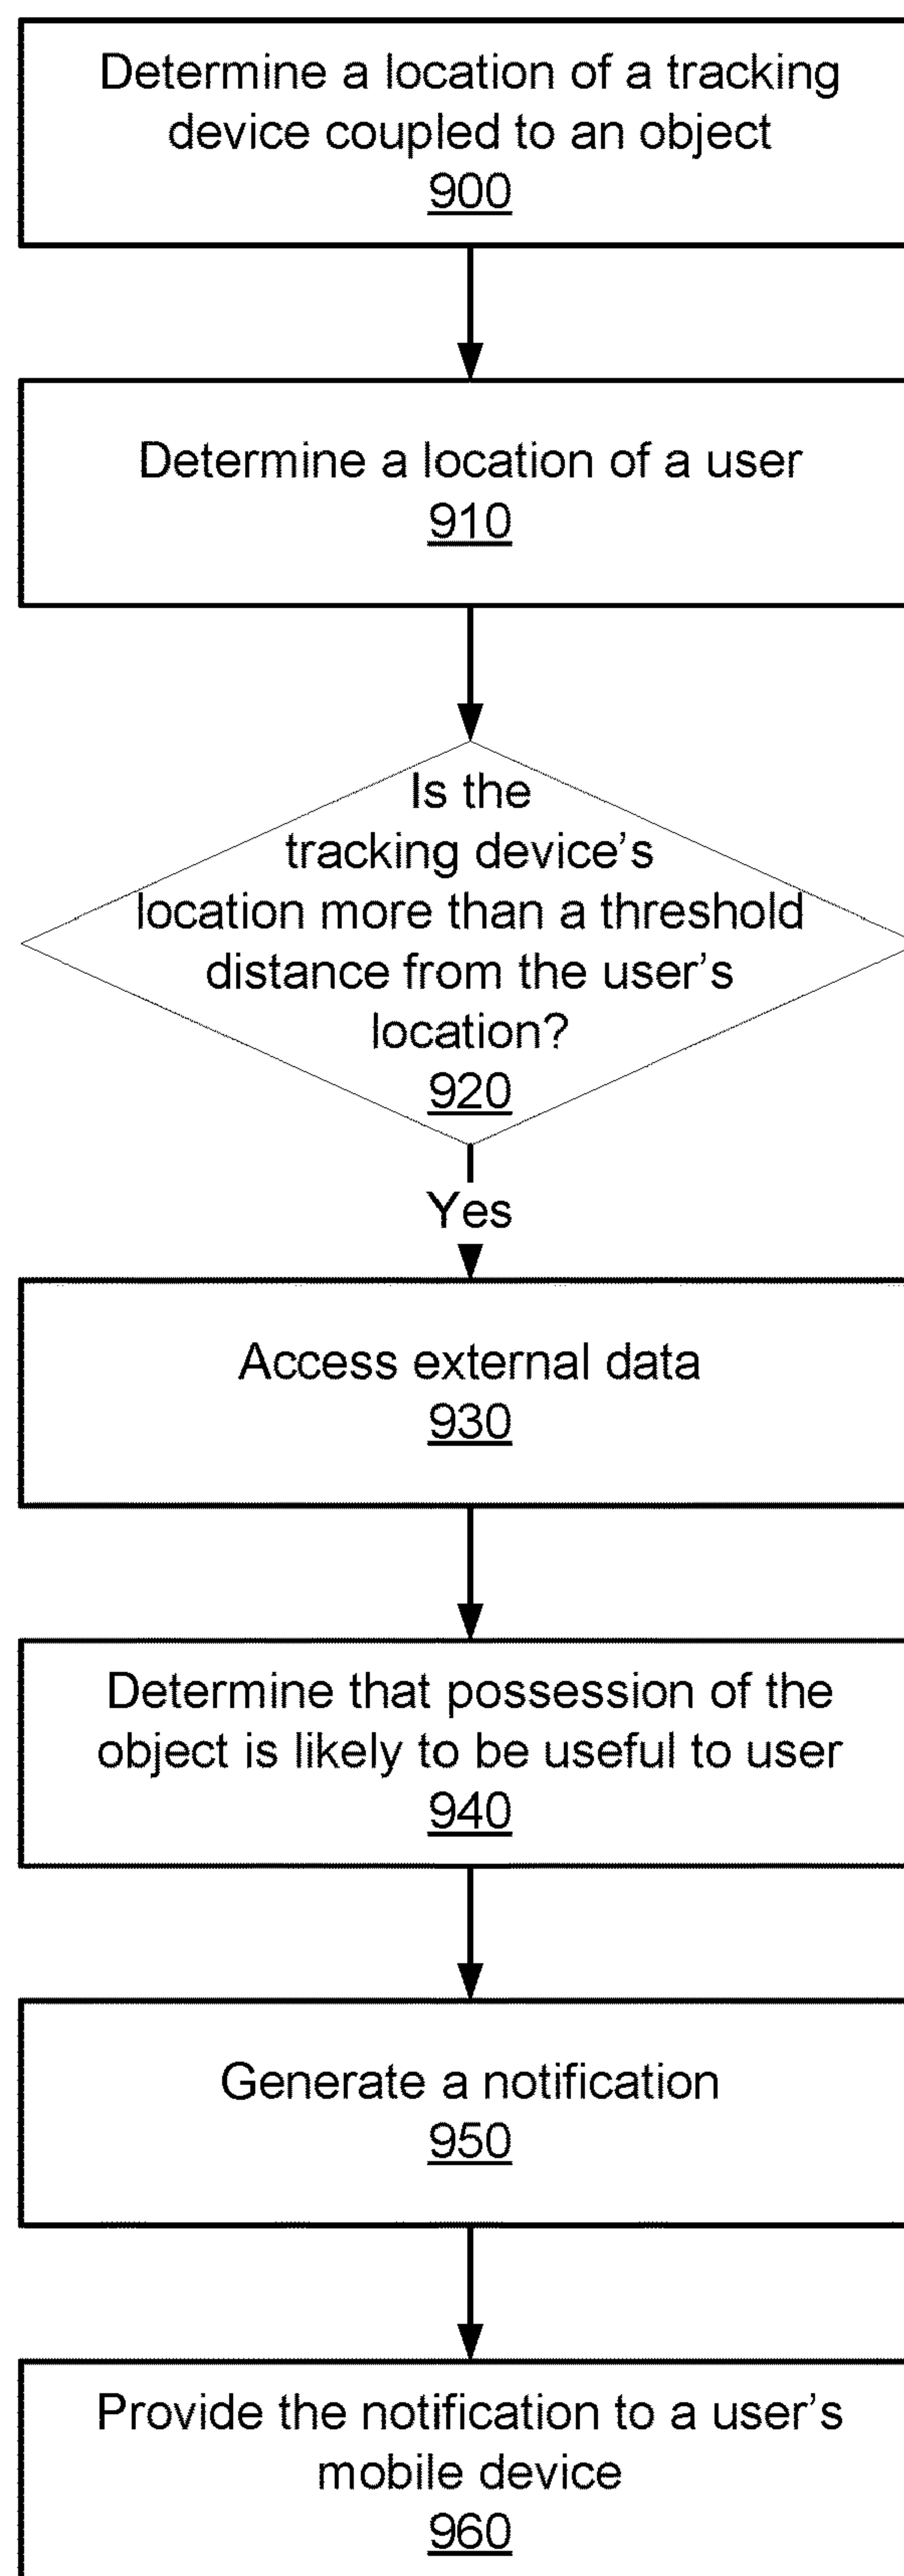 Determine a location of a tracking
device coupled to an object
900
Determine a location of a user
910
Is the
tracking device’s
location more than a threshold
distance from the user’s
location?
920
Yes
Access external data
930
Determine that possession of the
object is likely to be useful to user
940
Generate a notification
950
Provide the notification to a user’s
mobile device
960